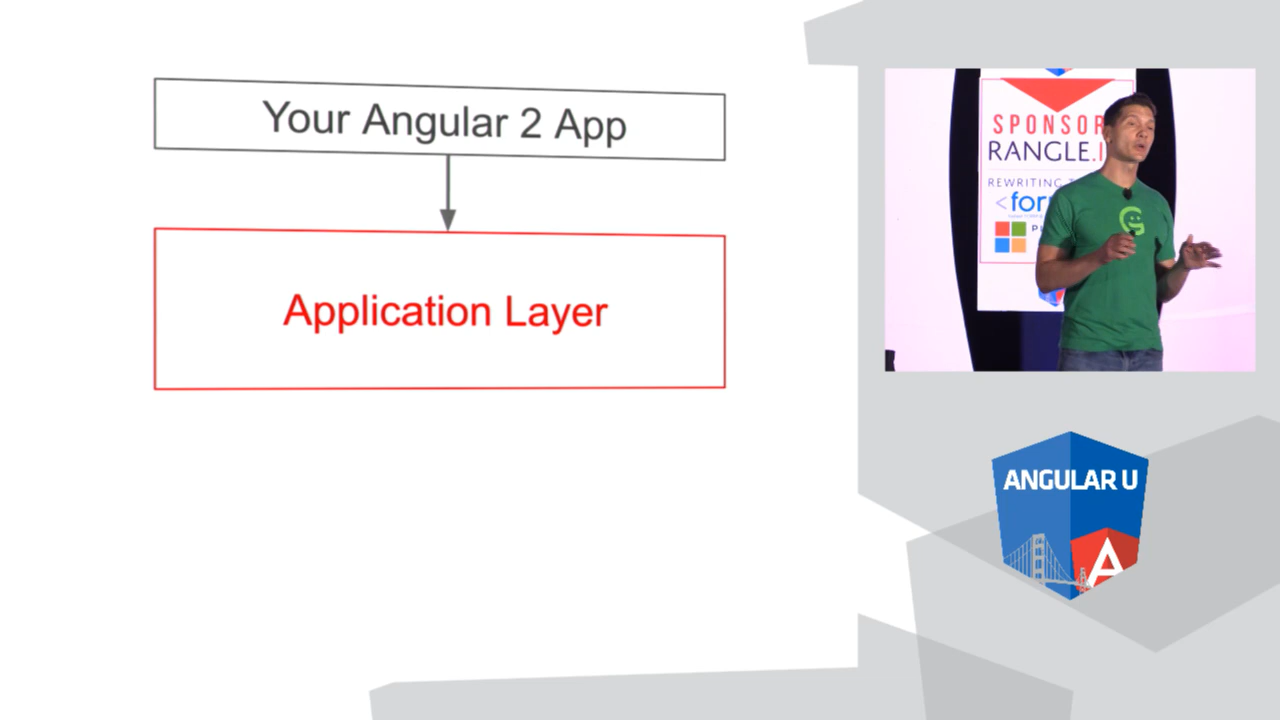 Your Angular 2 App
Application Layer
SPONSOR
RANGLE.I
REWRITING T
<for
ANGULAR U